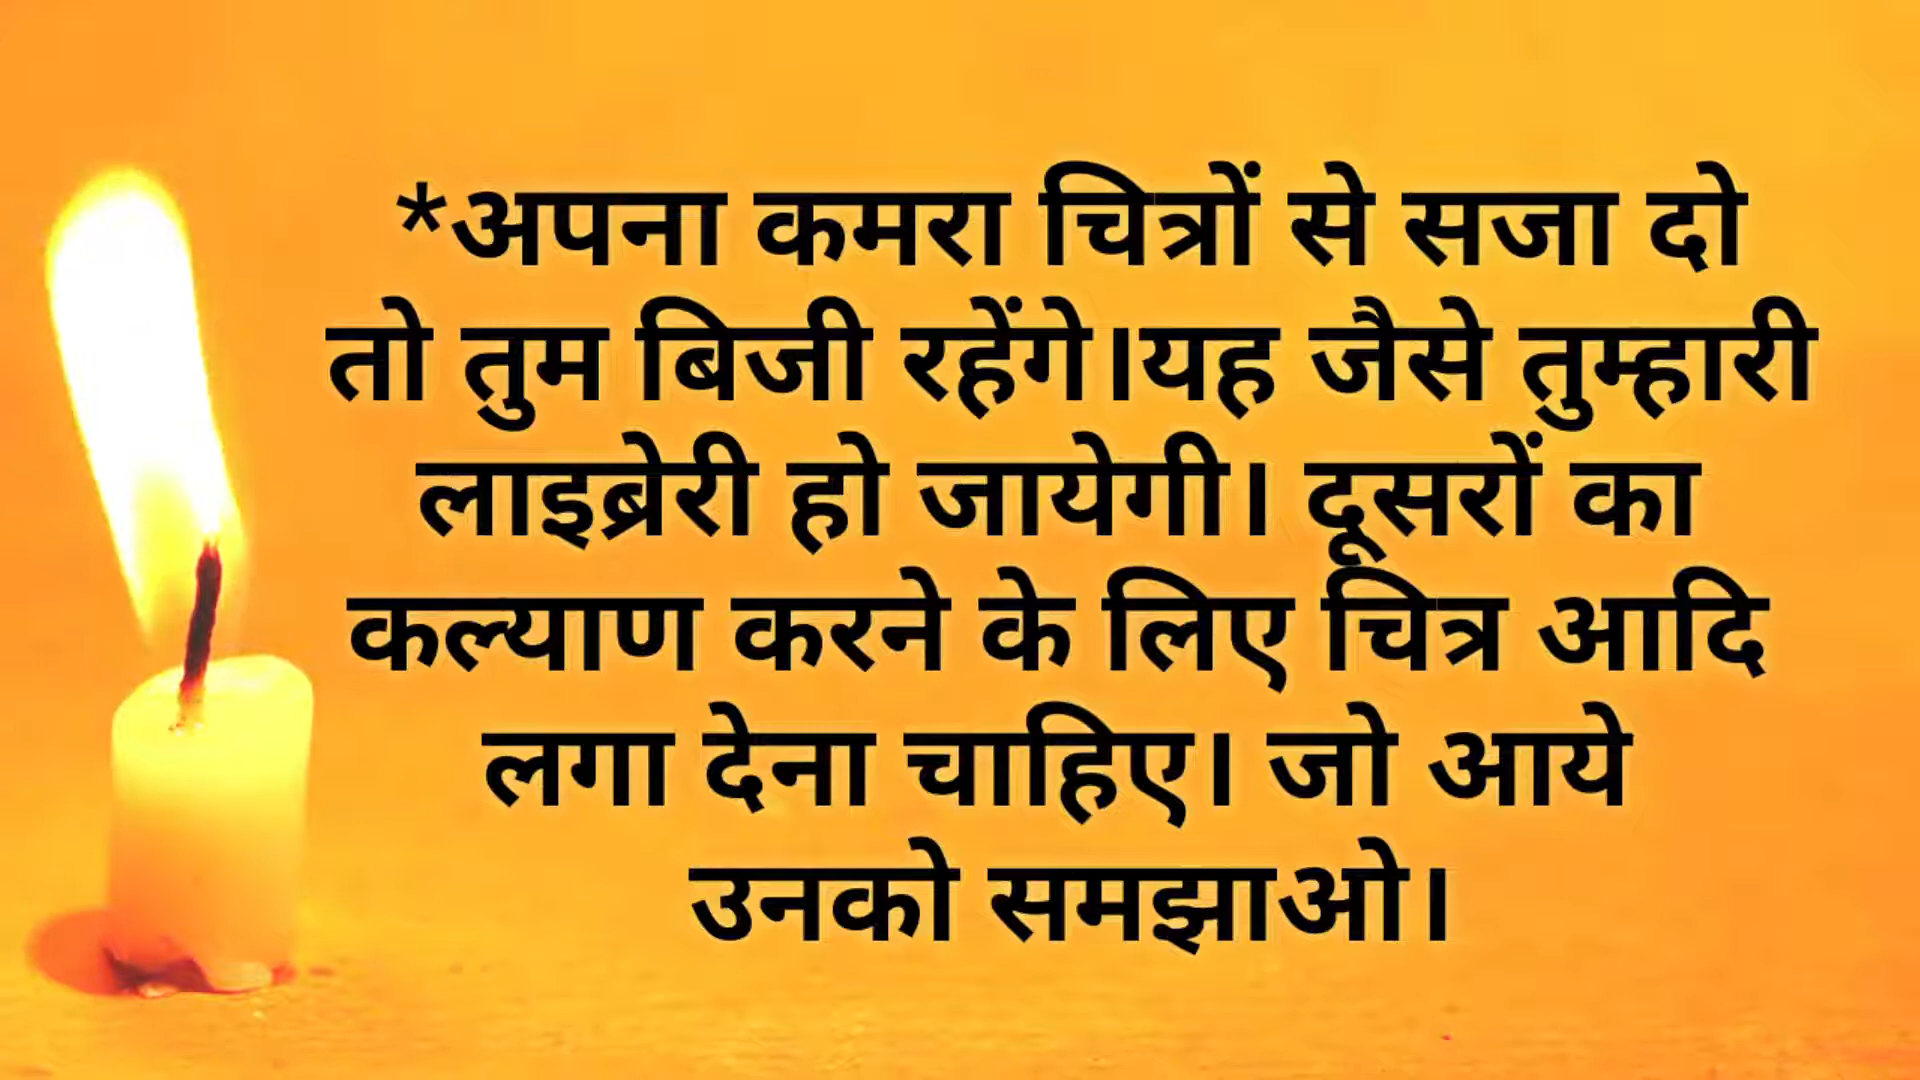 *अपना कमरा चित्रों से सजा दो
तो तुम बिजी रहेंगे।यह जैसे तुम्हारी
लाइब्रेरी हो जायेगी। दूसरों का
कल्याण करने के लिए चित्र आदि
लगा देना चाहिए। जो आये
उनको समझाओ।